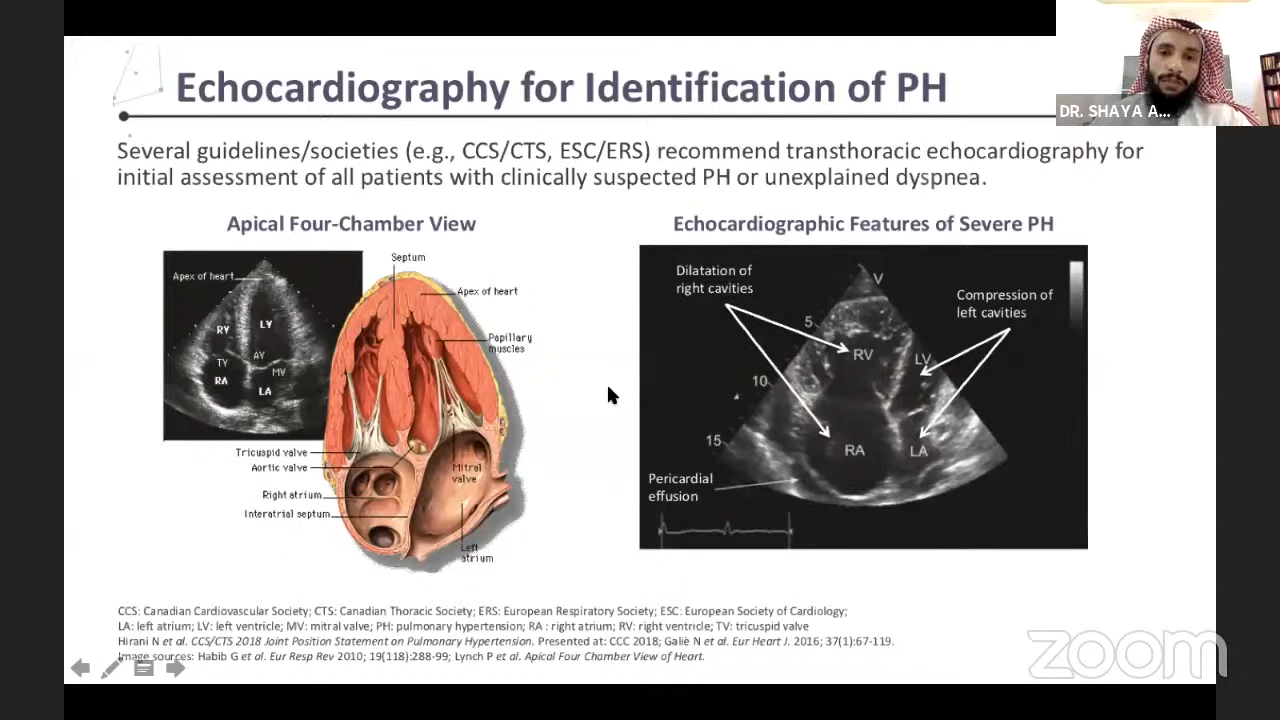 Echocardiography for Identification of PH
DR. SHAYA A...
Several guidelines/societies (e.g., CCS/CTS, ESC/ERS) recommend transthoracic echocardiography for
initial assessment of all patients with clinically suspected PH or unexplained dyspnea.
Apical Four-Chamber View
Septum
Apex of heart
Apex of heart
Papillary
muscles
RV
LV
TV
AV
MV
RA
LA
Tricuspid valve
Aortic valve
Mitral
valve
Right atrium
Interatrial septum
Left
atrium
Echocardiographic Features of Severe PH
Dilatation of
right cavities
Compression of
left cavities
V
5
RV
LV
10
15
RA
LA
Pericardial
effusion
CCS: Canadian Cardiovascular Society; CTS: Canadian Thoracic Society; ERS: European Respiratory Society; ESC: European Society of Cardiology;
LA: left atrium; LV: left ventricle; MV: mitral valve; PH: pulmonary hypertension; RA : right atrium; RV: right ventricle; TV: tricuspid valve
Hirani N et al. CCS/CTS 2018 Joint Position Statement on Pulmonary Hypertension. Presented at: CCC 2018; Galiè N et al. Eur Heart J. 2016; 37(1):67-119.
Image sources: Habib G et al. Eur Resp Rev 2010; 19(118):288-99; Lynch P et al. Apical Four Chamber View of Heart.
zoom